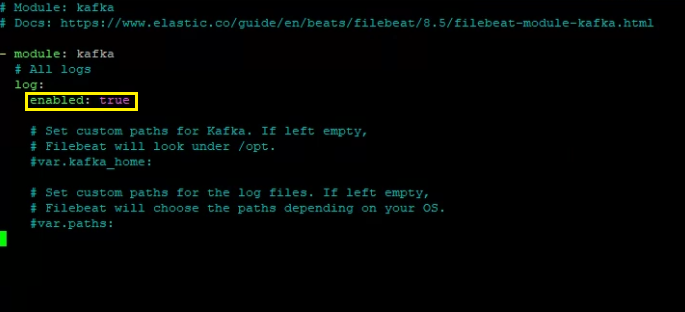 # Module: kafka
# Docs: https://www.elastic.co/guide/en/beats/filebeat/8.5/filebeat-module-kafka.html
- module: kafka
# All logs
log:
enabled: true
# Set custom paths for Kafka. If left empty,
# Filebeat will look under /opt.
#var.kafka_home:
# Set custom paths for the log files. If left empty,
# Filebeat will choose the paths depending on your OS.
#var.paths: